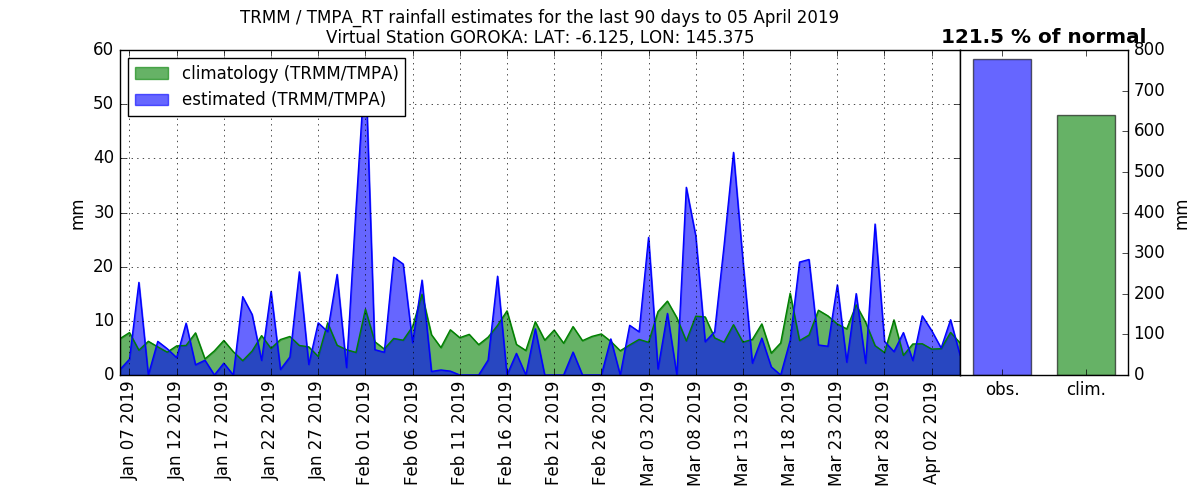 TRMM / TMPA_RT rainfall estimates for the last 90 days to 05 April 2019
Virtual Station GOROKA: LAT: -6.125, LON: 145.375
121.5 % of normal
climatology (TRMM/TMPA)
estimated (TRMM/TMPA)
60
50
40
30
20
10
0
mm
Jan 07 2019
Jan 12 2019
Jan 17 2019
Jan 22 2019
Jan 27 2019
Feb 01 2019
Feb 06 2019
Feb 11 2019
Feb 16 2019
Feb 21 2019
Feb 26 2019
Mar 03 2019
Mar 08 2019
Mar 13 2019
Mar 18 2019
Mar 23 2019
Mar 28 2019
Apr 02 2019
obs.
clim.
800
700
600
500
400
300
200
100
0
mm